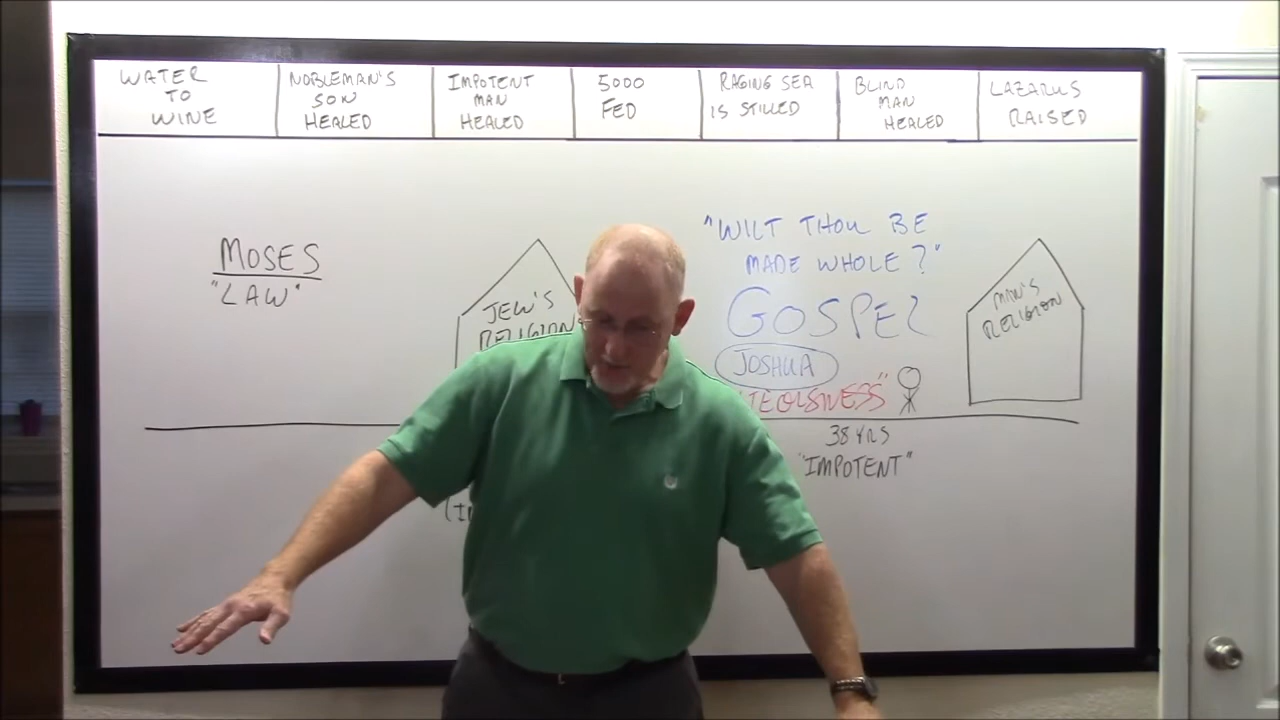 WATER
TO
WINE
NOBLEMAN'S
SON
HEALED
IMPOTENT
MAN
HEALED
5000
FED
RAGING SEA
IS STILLED
BLIND
MAN
HEALED
LAZARUS
RAISED
MOSES
"LAW"
JEW'S
RELIGION
"WILT THOU BE
MADE WHOLE?"
GOSPEL
JOSHUA
38 YRS
"IMPOTENT"
MAN'S
RELIGION